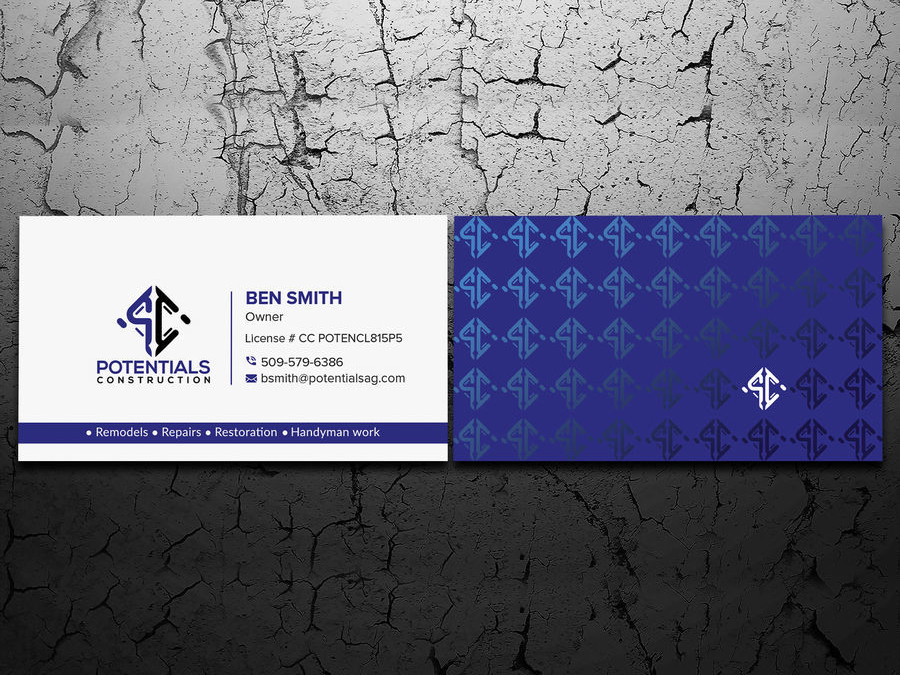 POTENTIALS
CONSTRUCTION
BEN SMITH
Owner
License # CC POTENCL815P5
509-579-6386
bsmith@potentialsag.com
• Remodels • Repairs • Restoration • Handyman work